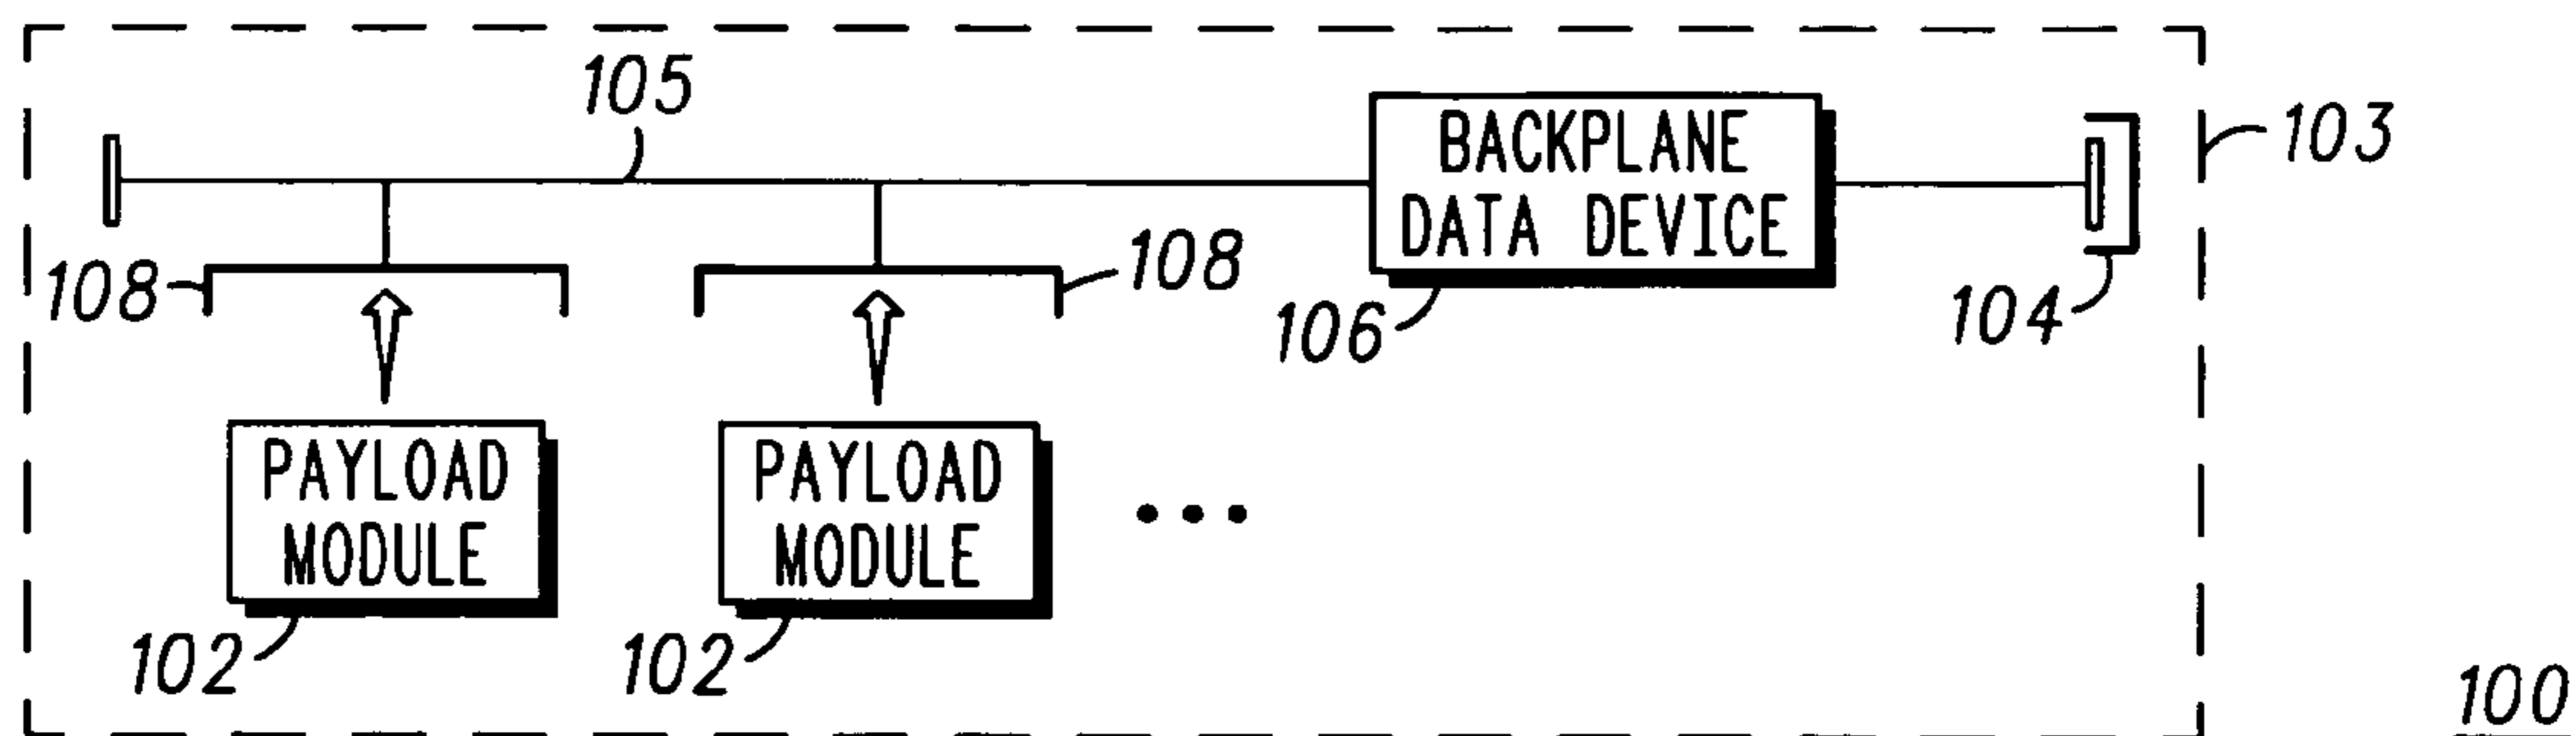 105
BACKPLANE
DATA DEVICE
103
108
108
106
104
PAYLOAD
MODULE
PAYLOAD
MODULE
• • •
102
102
100